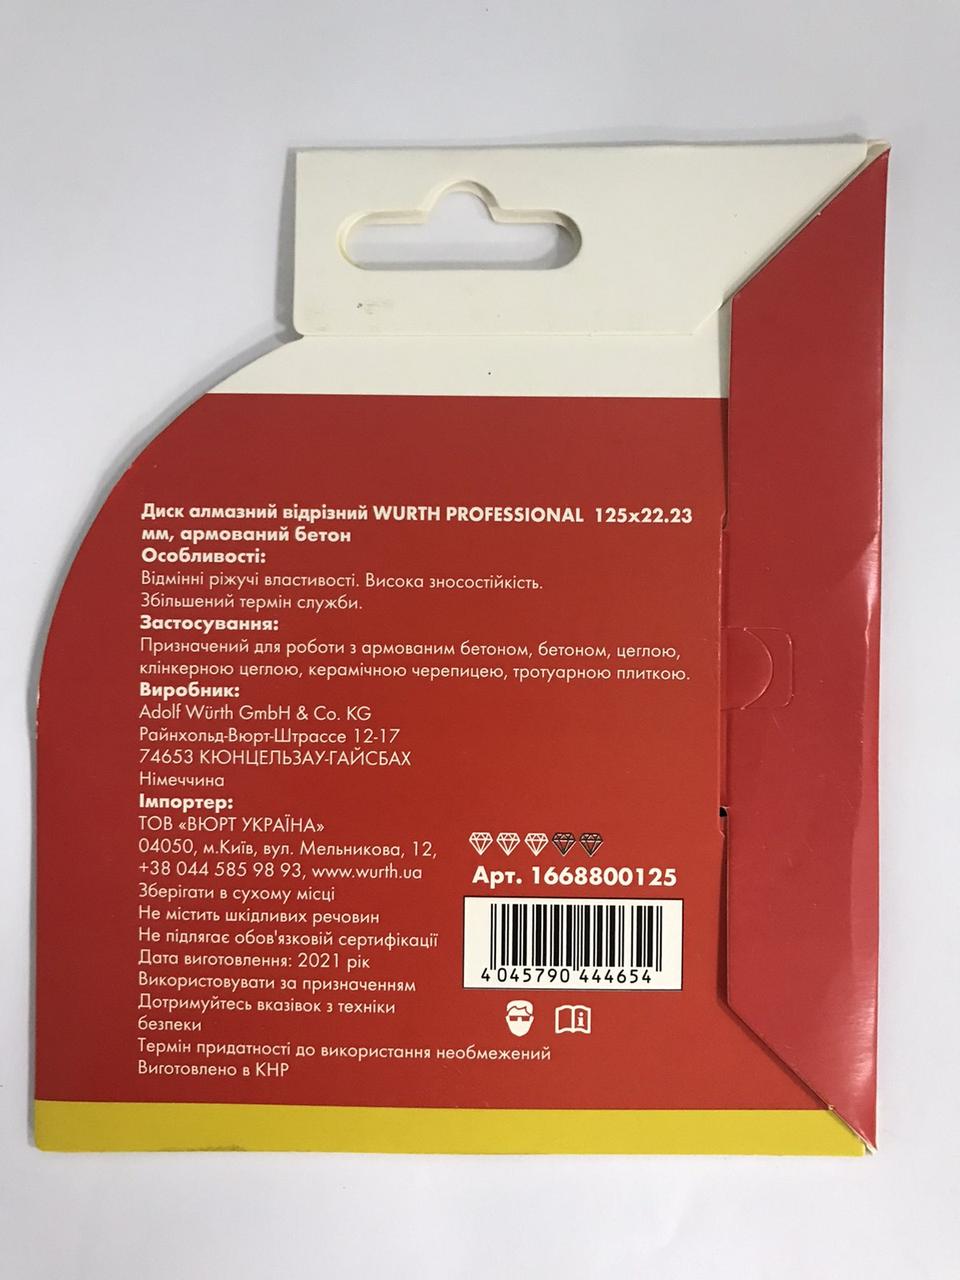 Диск алмазний відрізний WURTH PROFESSIONAL 125x22.23
мм, армований бетон
Особливості:
Відмінні ріжучі властивості. Висока зносостійкість.
Збільшений термін служби.
Застосування:
Призначений для роботи з армованим бетоном, бетоном, цеглою,
клінкерною цеглою, керамічною черепицею, тротуарною плиткою.
Виробник:
Adolf Würth GmbH & Co. KG
Райнхольд-Вюрт-Штрассе 12-17
74653 КЮНЦЕЛЬЗАУ-ГАЙСБАХ
Німеччина
Імпортер:
ТОВ «ВЮРТ УКРАЇНА»
04050, м.Київ, вул. Мельникова, 12,
+38 044 585 98 93, www.wurth.ua
Зберігати в сухому місці
Не містить шкідливих речовин
Не підлягає обов'язковій сертифікації
Дата виготовлення: 2021 рік
Використовувати за призначенням
Дотримуйтесь вказівок з техніки
безпеки
Термін придатності до використання необмежений
Виготовлено в КНР
Арт. 1668800125
4 045790 444654